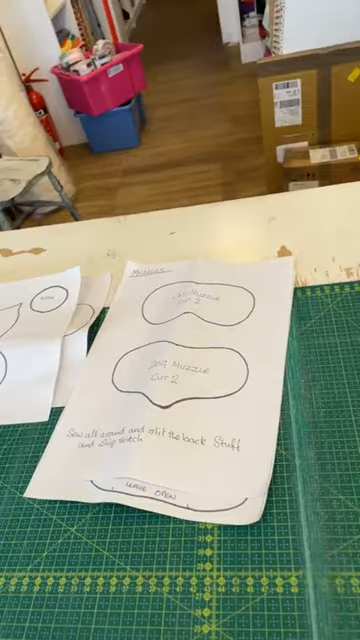 MUZZLES
MUZZLE
CUT 2
DOG MUZZLE
CUT 2
Sew all around and slit the back Stuff
and slip stitch
LEAVE OPEN